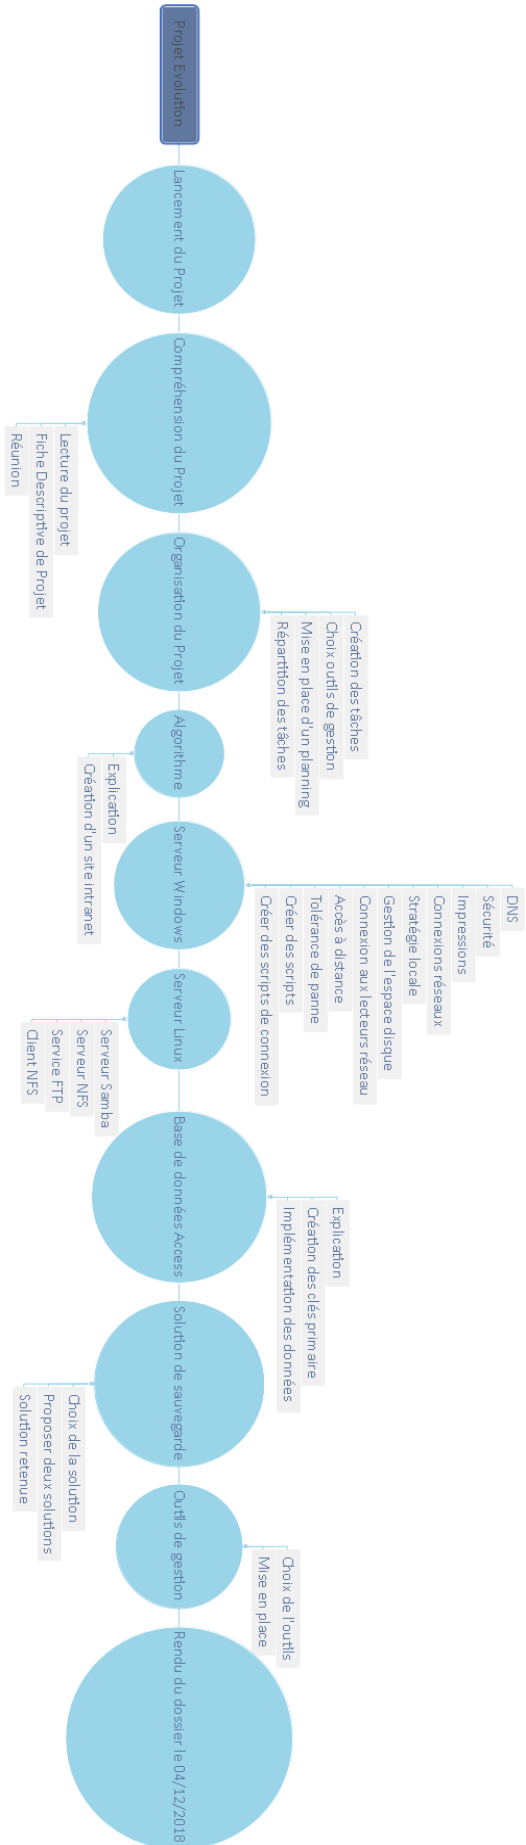 Projet Evolution
Lancement du Projet
Compréhension du Projet
Lecture du projet
Fiche Descriptive de Projet
Réunion
Organisation du Projet
Création des tâches
Choix outils de gestion
Mise en place d'un planning
Répartition des tâches
Algorithme
Explication
Création d'un site intranet
Serveur Windows
DNS
Sécurité
Impressions
Connexions réseaux
Stratégie locale
Gestion de l'espace disque
Connexion aux lecteurs réseau
Accès à distance
Tolérance de panne
Créer des scripts
Créer des scripts de connexion
Serveur Linux
Serveur Samba
Serveur NFS
Service FTP
Client NFS
Base de données Access
Explication
Création des clés primaire
Implémentation des données
Solution de sauvegarde
Choix de la solution
Proposer deux solutions
Solution retenue
Outils de gestion
Choix de l'outils
Mise en place
Rendu du dossier le 04/12/2018